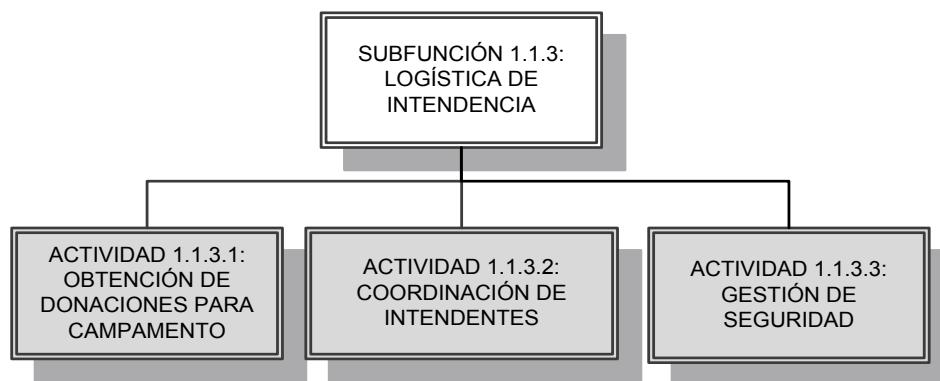 SUBFUNCIÓN 1.1.3:
LOGÍSTICA DE
INTENDENCIA
ACTIVIDAD 1.1.3.1:
OBTENCIÓN DE
DONACIONES PARA
CAMPAMENTO
ACTIVIDAD 1.1.3.2:
COORDINACIÓN DE
INTENDENTES
ACTIVIDAD 1.1.3.3:
GESTIÓN DE
SEGURIDAD